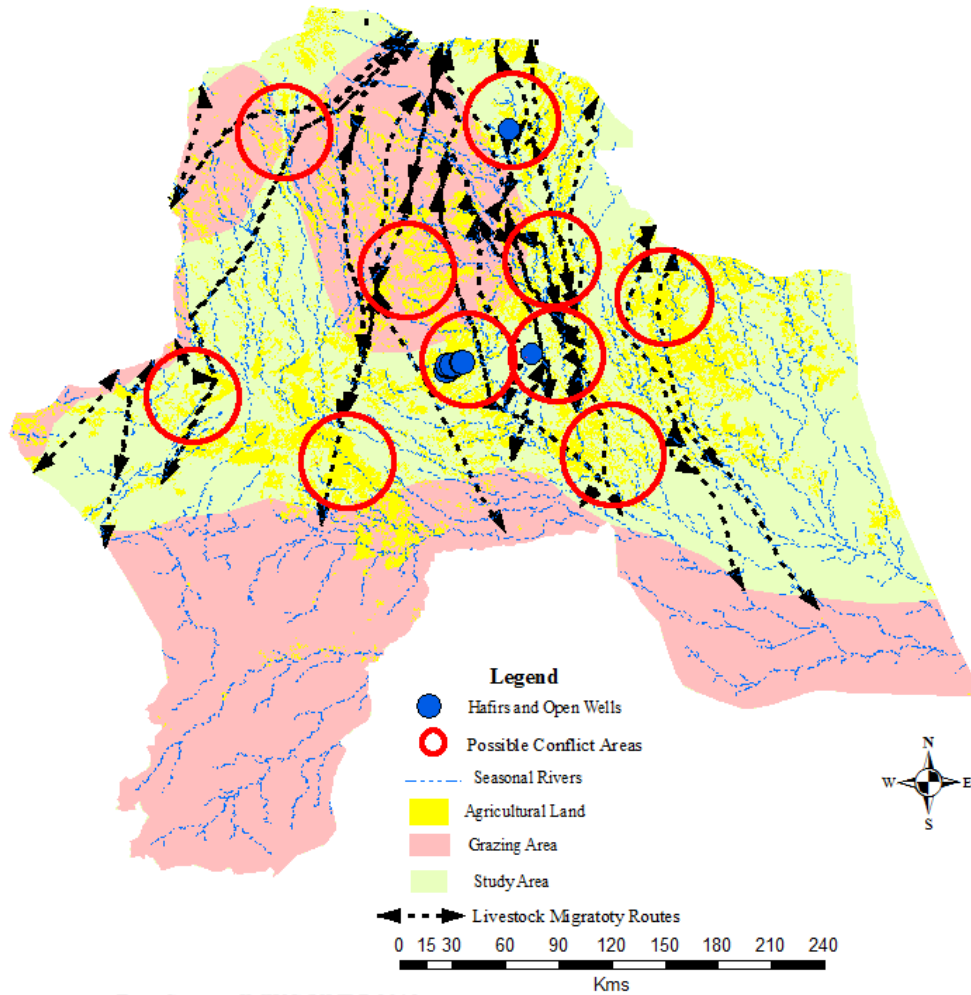 Legend
Hafirs and Open Wells
Possible Conflict Areas
Seasonal Rivers
Agricultural Land
Grazing Area
Study Area
Livestock Migratoty Routes
N
W E
S
0 15 30 60 90 120 150 180 210 240
Kms